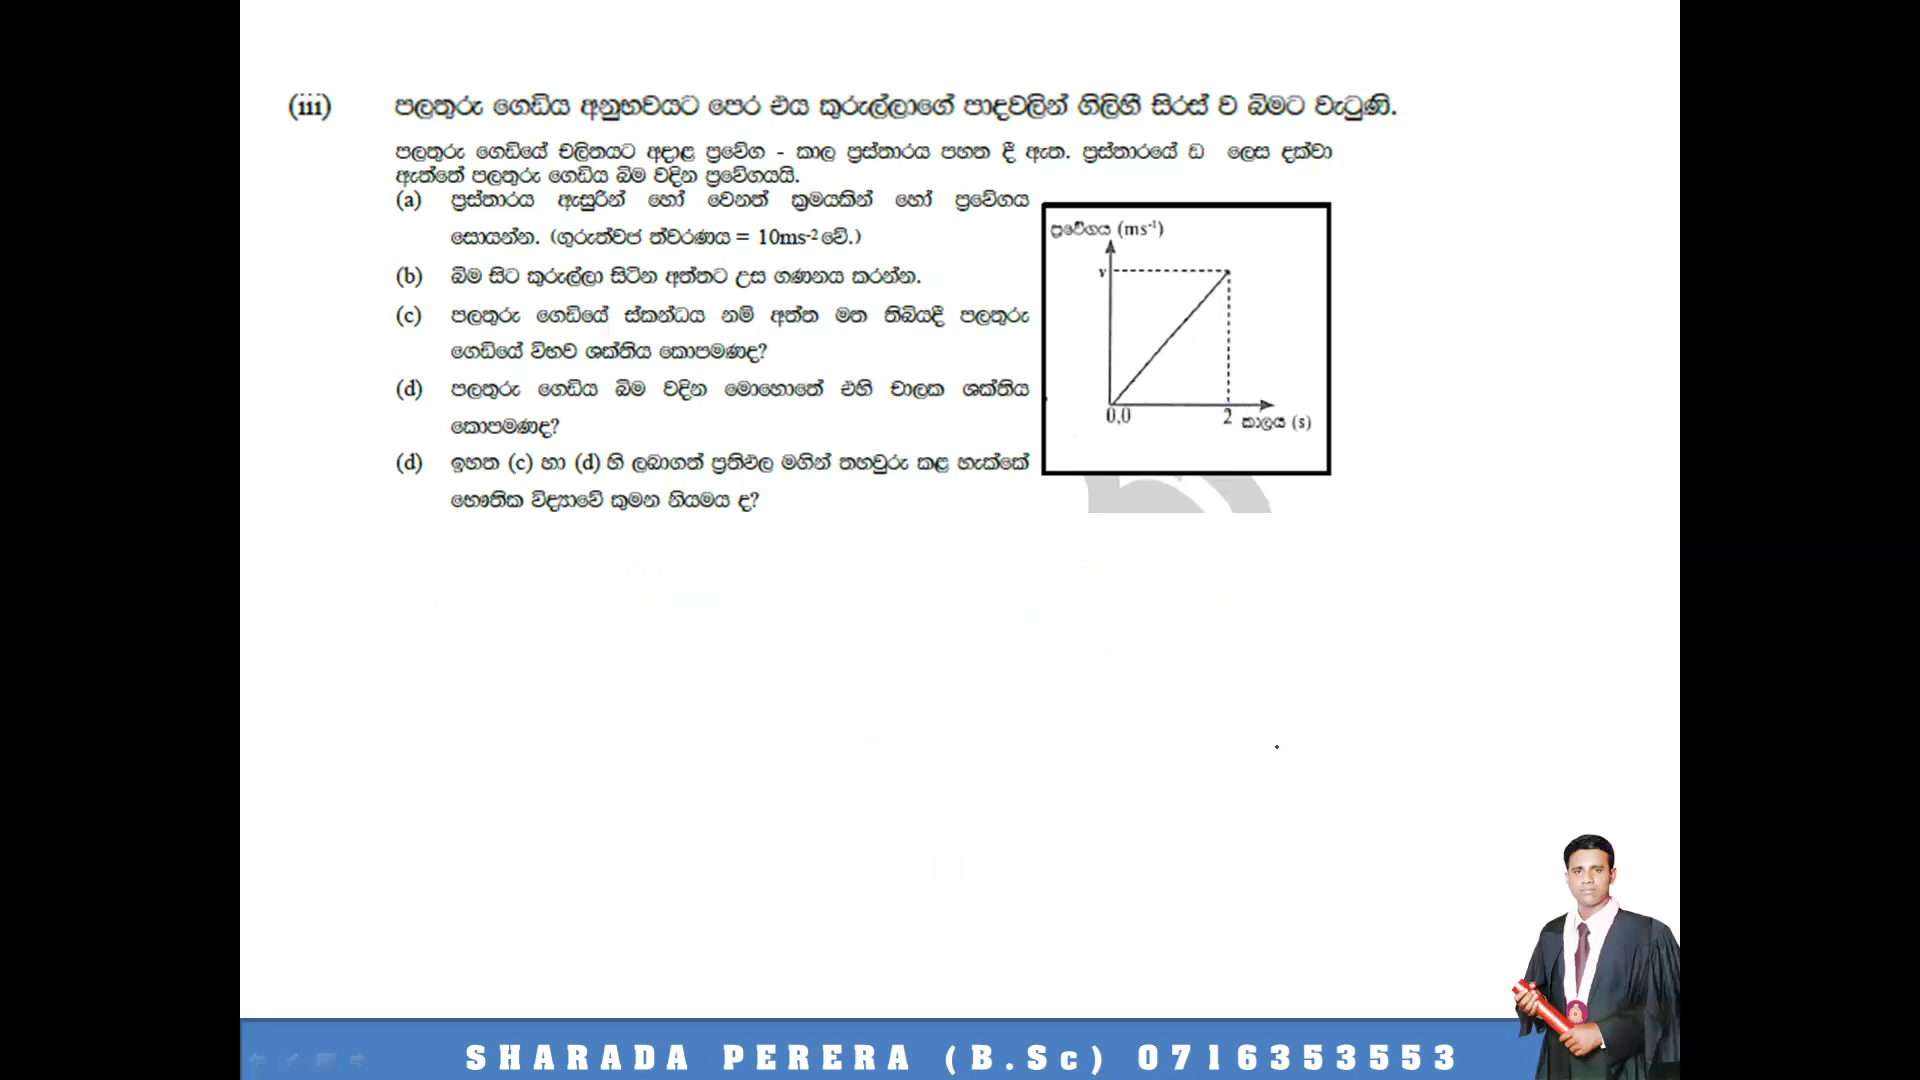 (iii) පලතුරු ගෙඩිය අනුභවයට පෙර එය කුරුල්ලාගේ පාදවලින් ගිලිහී සිරස් ව බිමට වැටුණි.
පලතුරු ගෙඩියේ චලිතයට අදාළ ප්‍රවේග - කාල ප්‍රස්තාරය පහත දී ඇත. ප්‍රස්තාරයේ ඩ ලෙස දක්වා
ඇත්තේ පලතුරු ගෙඩිය බිම වදින ප්‍රවේගයයි.
(a) ප්‍රස්තාරය ඇසුරින් හෝ වෙනත් ක්‍රමයකින් හෝ ප්‍රවේගය
සොයන්න. (ගුරුත්වජ ත්වරණය = 10ms⁻² වේ.)
(b) බිම සිට කුරුල්ලා සිටින අත්තට උස ගණනය කරන්න.
(c) පලතුරු ගෙඩියේ ස්කන්ධය නම් අත්ත මත තිබියදී පලතුරු
ගෙඩියේ විභව ශක්තිය කොපමණද?
(d) පලතුරු ගෙඩිය බිම වදින මොහොතේ එහි චාලක ශක්තිය
කොපමණද?
(d) ඉහත (c) හා (d) හි ලබාගත් ප්‍රතිඵල මගින් තහවුරු කළ හැක්කේ
භෞතික විද්‍යාවේ කුමන නියමය ද?
ප්‍රවේගය (ms⁻¹)
v
0,0
2 කාලය (s)
SHARADA PERERA (B.Sc) 0716353553